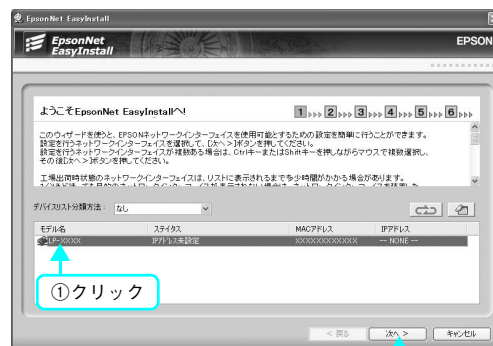 EpsonNet EasyInstall
EpsonNet
EasyInstall
EPSON
ようこそEpsonNet EasyInstallへ!
1 2 3 4 5 6
このウィザードを使うと、EPSONネットワークインターフェイスを使用可能とするための設定を簡単に行うことができます。
設定を行うネットワークインターフェイスを選択して、[次へ>]ボタンを押してください。
設定を行うネットワークインターフェイスが複数ある場合は、CtrlキーまたはShiftキーを押しながらマウスで複数選択し、
その後[次へ>]ボタンを押してください。
工場出荷時状態のネットワークインターフェイスは、リストに表示されるまで多少時間がかかる場合があります。
デバイスリスト分類方法: なし
モデル名 ステイタス MACアドレス IPアドレス
LP-XXXX IPアドレス未設定 XXXXXXXXXXXX -- NONE --
①クリック
< 戻る 次へ > キャンセル